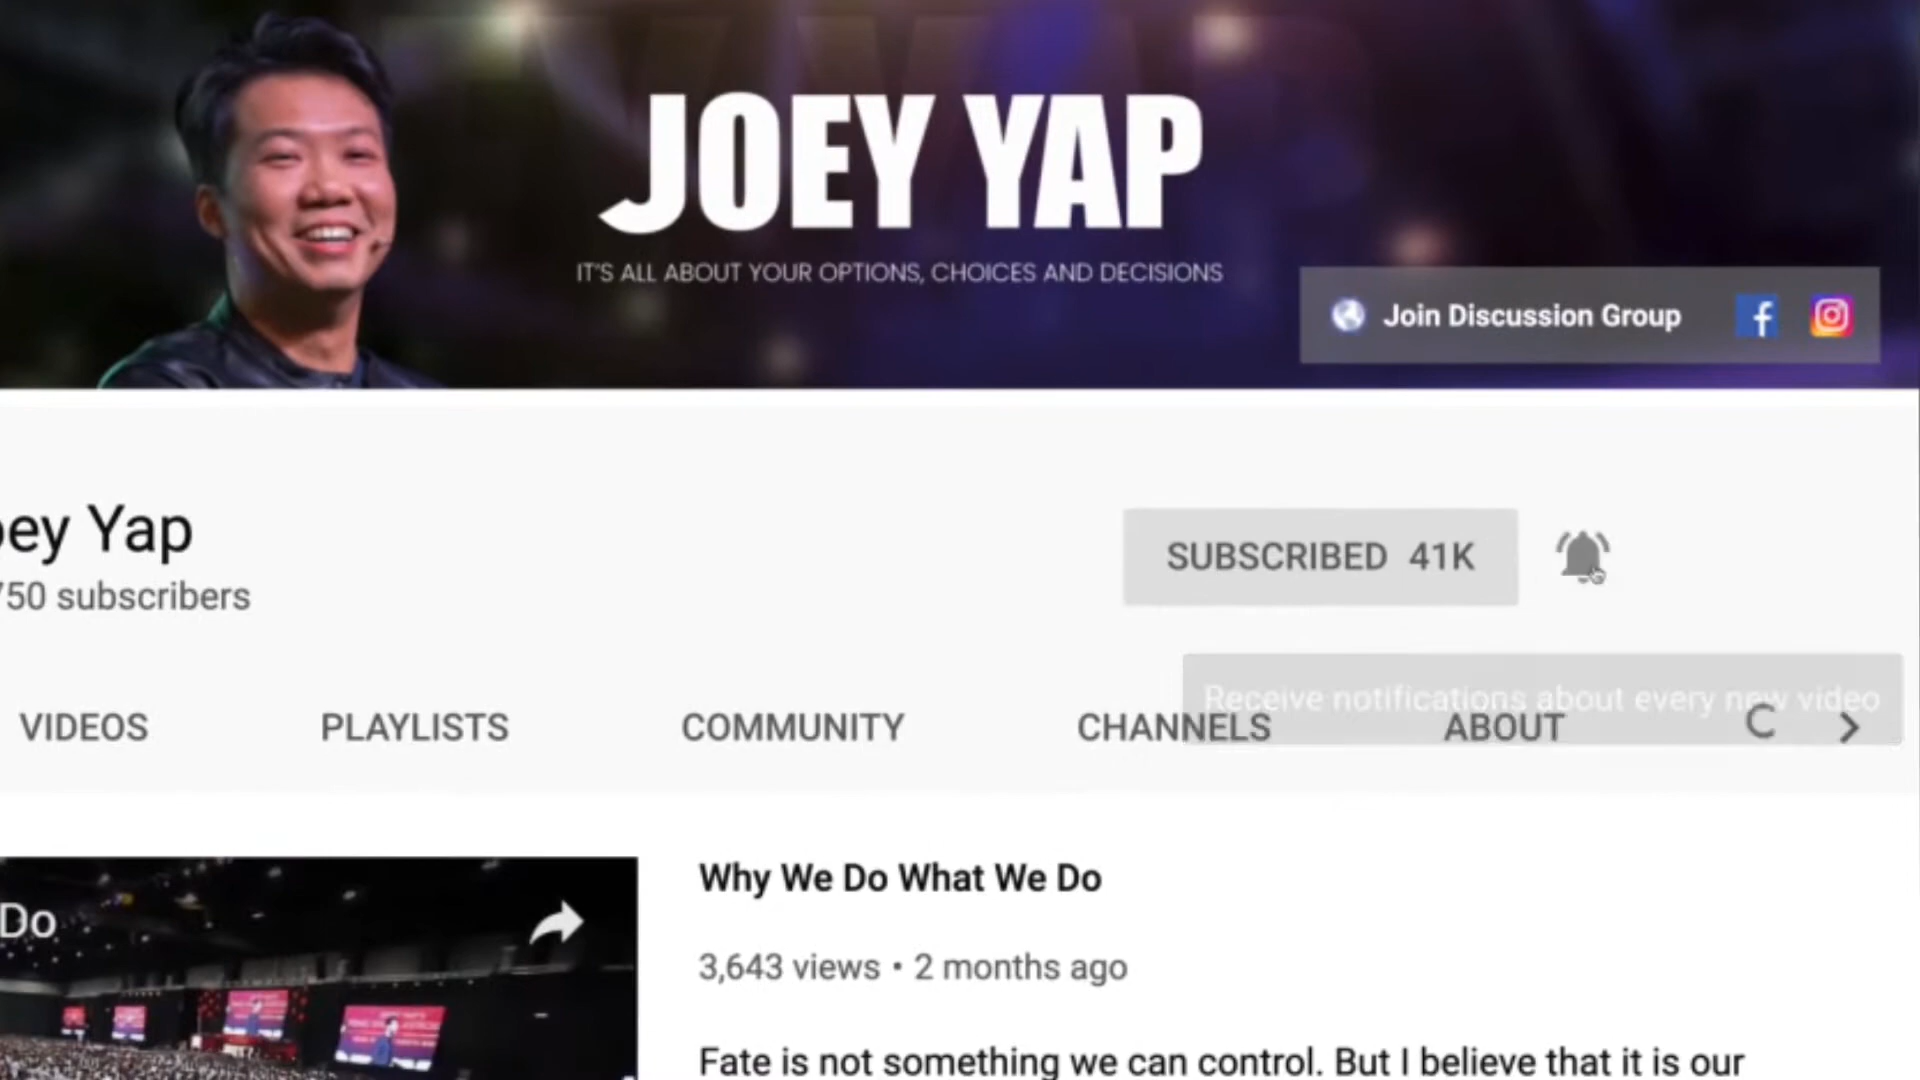 JOEY YAP
IT'S ALL ABOUT YOUR OPTIONS, CHOICES AND DECISIONS
Join Discussion Group
oey Yap
750 subscribers
SUBSCRIBED 41K
Receive notifications about every new video
VIDEOS PLAYLISTS COMMUNITY CHANNELS ABOUT
Why We Do What We Do
Do
3,643 views • 2 months ago
Fate is not something we can control. But I believe that it is our